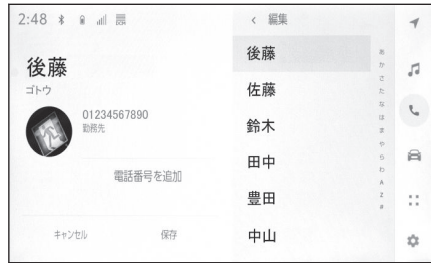 2:48
後藤
ゴトウ
01234567890
勤務先
電話番号を追加
キャンセル
保存
< 編集
後藤
佐藤
鈴木
田中
豊田
中山
あ
か
さ
た
な
は
ま
や
ら
わ
A
Z
#